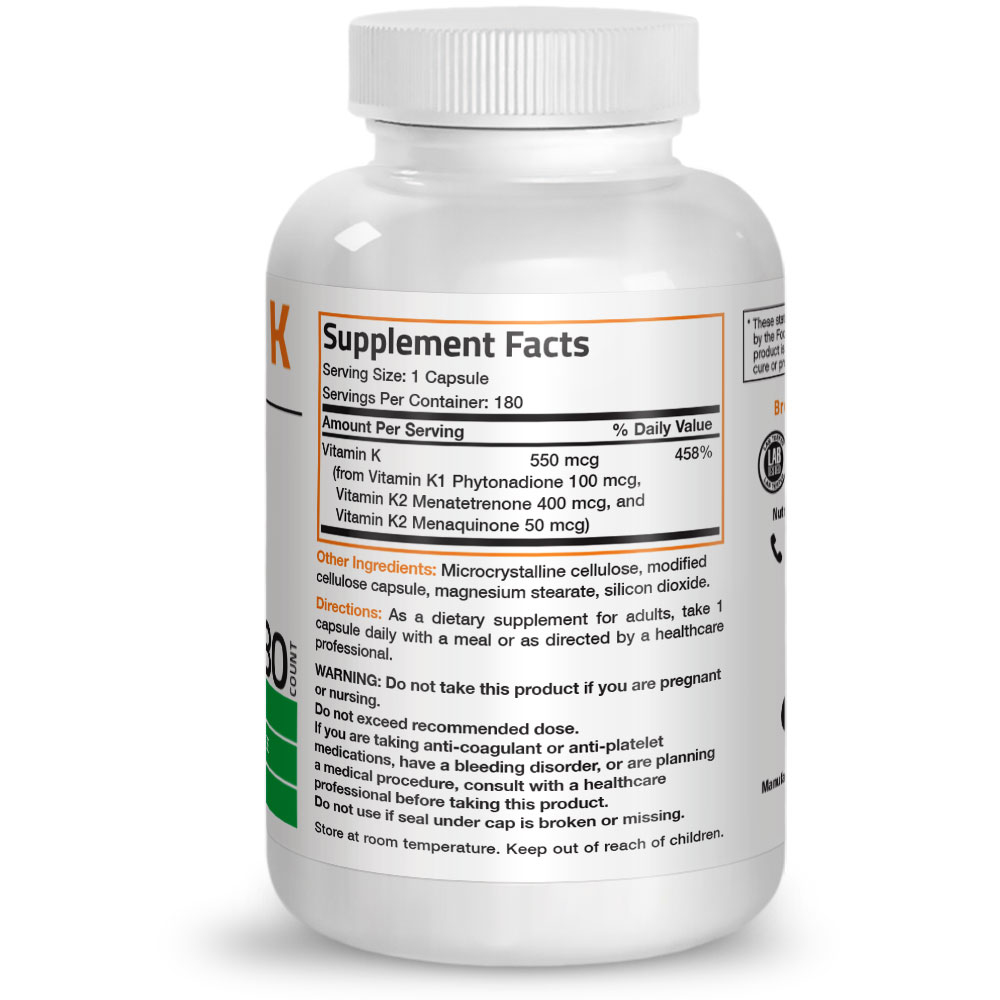 K
Supplement Facts
Serving Size: 1 Capsule
Servings Per Container: 180
Amount Per Serving % Daily Value
Vitamin K 550 mcg 458%
(from Vitamin K1 Phytonadione 100 mcg,
Vitamin K2 Menatetrenone 400 mcg, and
Vitamin K2 Menaquinone 50 mcg)
Other Ingredients: Microcrystalline cellulose, modified
cellulose capsule, magnesium stearate, silicon dioxide.
Directions: As a dietary supplement for adults, take 1
capsule daily with a meal or as directed by a healthcare
professional.
WARNING: Do not take this product if you are pregnant
or nursing.
Do not exceed recommended dose.
If you are taking anti-coagulant or anti-platelet
medications, have a bleeding disorder, or are planning
a medical procedure, consult with a healthcare
professional before taking this product.
Do not use if seal under cap is broken or missing.
Store at room temperature. Keep out of reach of children.
COUNT
* These
by the
product is
cure or
LAB